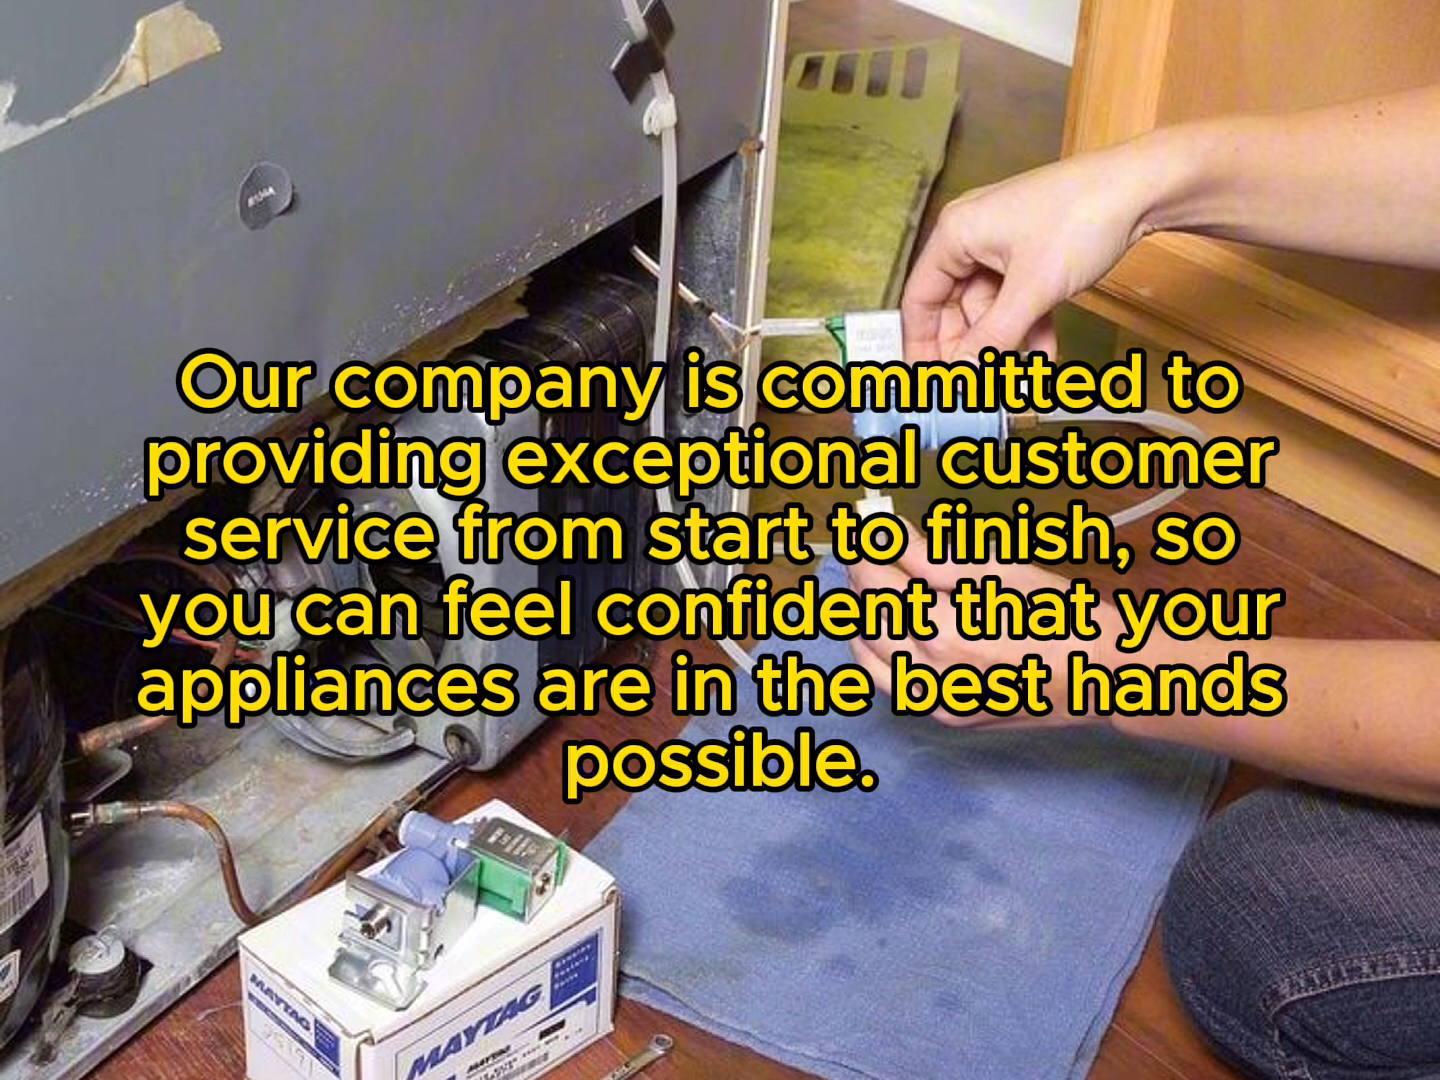 Our company is committed to
providing exceptional customer
service from start to finish, so
you can feel confident that your
appliances are in the best hands
possible.
MAYTAG
MAYTAG
MAYTAG